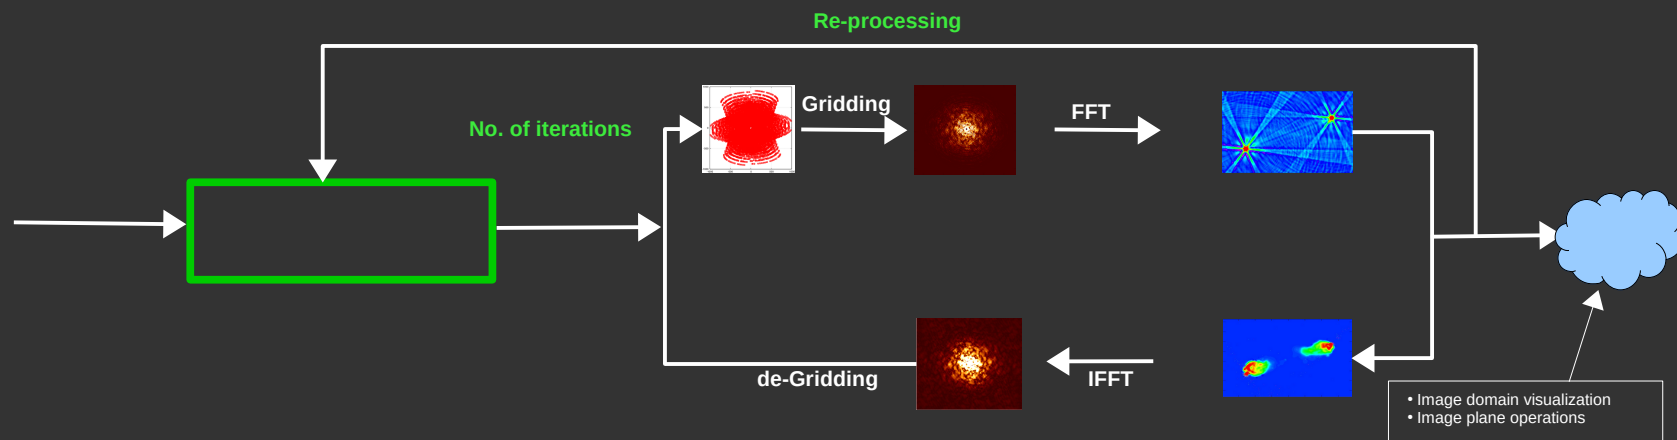 Re-processing
No. of iterations
Gridding
FFT
de-Gridding
IFFT
• Image domain visualization
• Image plane operations